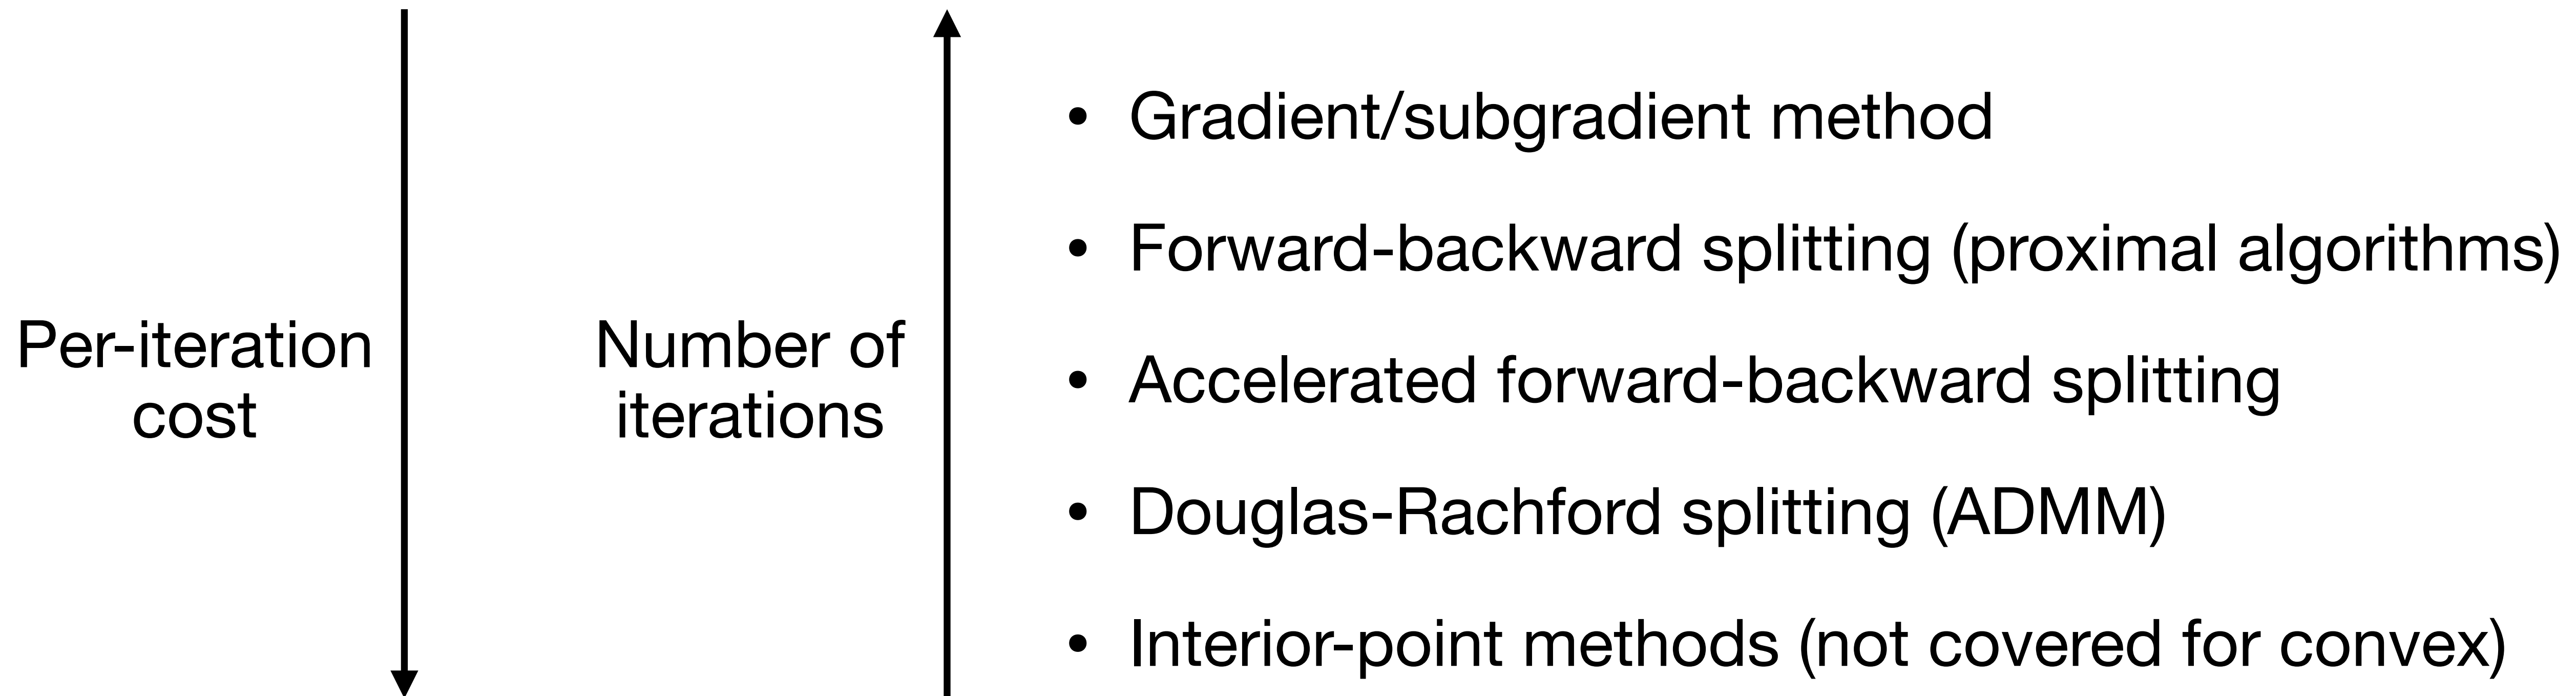 Per-iteration
cost
Number of
iterations
• Gradient/subgradient method
• Forward-backward splitting (proximal algorithms)
• Accelerated forward-backward splitting
• Douglas-Rachford splitting (ADMM)
• Interior-point methods (not covered for convex)